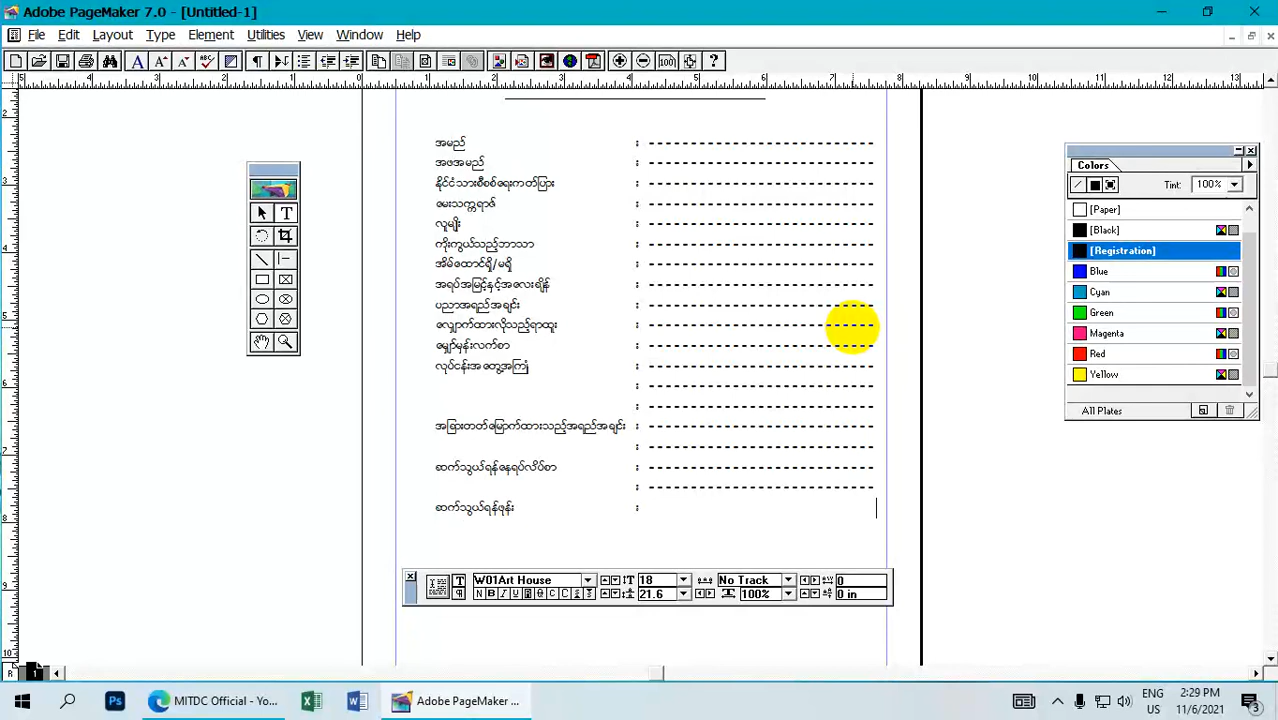 Adobe PageMaker 7.0 - [Untitled-1]
File Edit Layout Type Element Utilities View Window Help
အမည် : ------------------------------
အဖအမည် : ------------------------------
နိုင်ငံသားစီစစ်ရေးကတ်ပြား : ------------------------------
မွေးသက္ကရာဇ် : ------------------------------
လူမျိုး : ------------------------------
ကိုးကွယ်သည့်ဘာသာ : ------------------------------
အိမ်ထောင်ရှိ/မရှိ : ------------------------------
အရပ်အမြင့်နှင့်အလေးချိန် : ------------------------------
ပညာအရည်အချင်း : ------------------------------
လျှောက်ထားလိုသည့်ရာထူး : ------------------------------
မျှော်မှန်းလက်စာ : ------------------------------
လုပ်ငန်းအတွေ့အကြုံ : ------------------------------
: ------------------------------
: ------------------------------
အခြားတတ်မြောက်ထားသည့်အရည်အချင်း : ------------------------------
: ------------------------------
ဆက်သွယ်ရန်နေရပ်လိပ်စာ : ------------------------------
: ------------------------------
ဆက်သွယ်ရန်ဖုန်း :
Colors
Tint: 100%
[Paper]
[Black]
[Registration]
Blue
Cyan
Green
Magenta
Red
Yellow
All Plates
W01Art House 18 No Track 0
21.6 100% 0 in
MITDC Official - Yo...
Adobe PageMaker ...
ENG
US
2:29 PM
11/6/2021
3